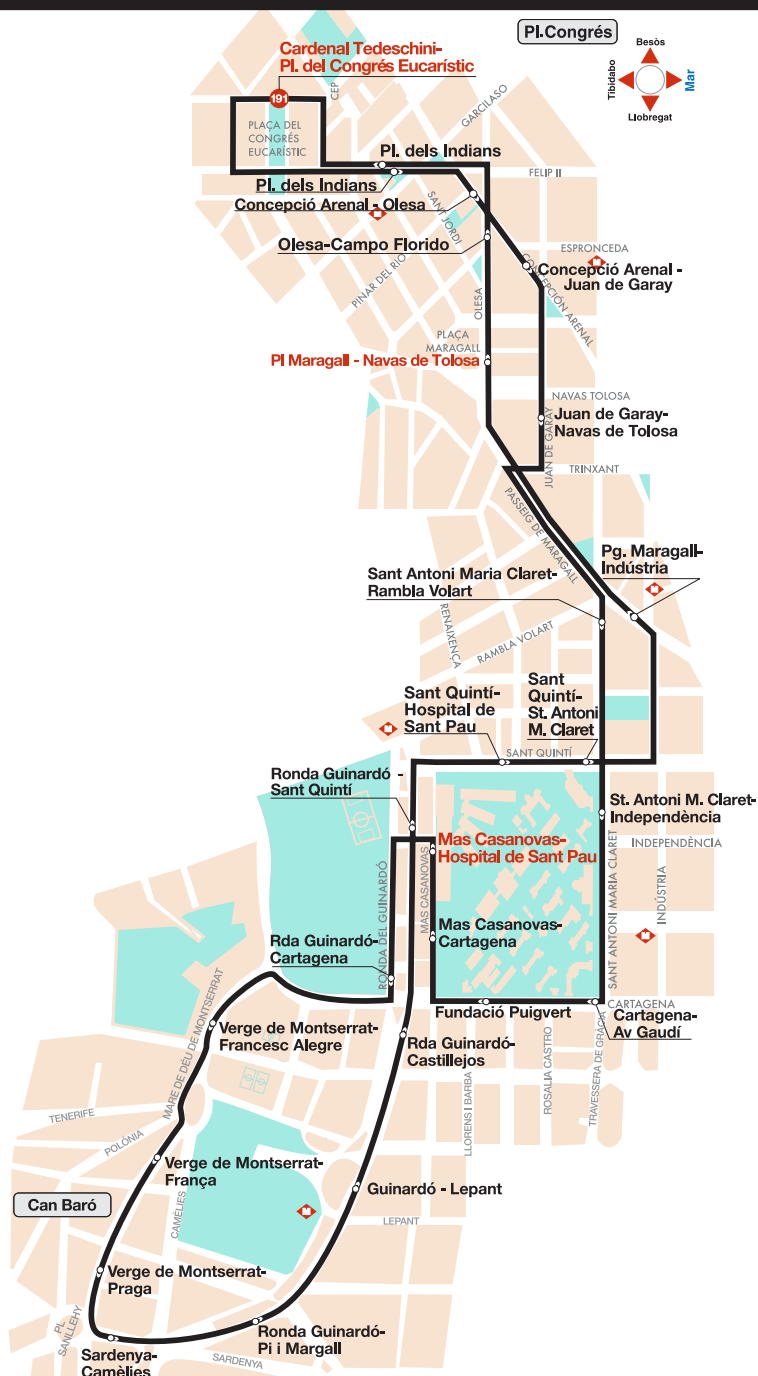 Pl.Congrés
Besòs
Tibidabo
Mar
Llobregat
Cardenal Tedeschini-
Pl. del Congrés Eucarístic
191
CEP
GARCILASO
PLAÇA DEL
CONGRÉS
EUCARÍSTIC
Pl. dels Indians
FELIP II
Pl. dels Indians
Concepció Arenal - Olesa
SANT JORDI
Olesa-Campo Florido
ESPRONCEDA
PINAR DEL RIO
Concepció Arenal -
Juan de Garay
CONCEPCIÓN ARENAL
OLESA
PLAÇA
MARAGALL
Pl Maragall - Navas de Tolosa
NAVAS TOLOSA
Juan de Garay-
Navas de Tolosa
JUAN DE GARAY
TRINXANT
PASSEIG DE MARAGALL
Pg. Maragall-
Indústria
Sant Antoni Maria Claret-
Rambla Volart
RENAIXENÇA
RAMBLA VOLART
Sant Quintí-
Hospital de
Sant Pau
Sant
Quintí-
St. Antoni
M. Claret
SANT QUINTÍ
Ronda Guinardó -
Sant Quintí
St. Antoni M. Claret-
Independència
Mas Casanovas-
Hospital de Sant Pau
INDEPENDÈNCIA
MAS CASANOVAS
SANT ANTONI MARIA CLARET
INDÚSTRIA
RONDA DEL GUINARDÓ
Mas Casanovas-
Cartagena
Rda Guinardó-
Cartagena
CARTAGENA
Fundació Puigvert
Cartagena-
Av Gaudí
MARE DE DÉU DE MONTSERRAT
Verge de Montserrat-
Francesc Alegre
Rda Guinardó-
Castillejos
LLORENS I BARBA
ROSALIA CASTRO
TRAVESSERA DE GRÀCIA
TENERIFE
POLÒNIA
Verge de Montserrat-
França
Can Baró
CAMÈLIES
Guinardó - Lepant
LEPANT
Verge de Montserrat-
Praga
PL.
SANLLEHY
Ronda Guinardó-
Pi i Margall
Sardenya-
Camèlies
SARDENYA